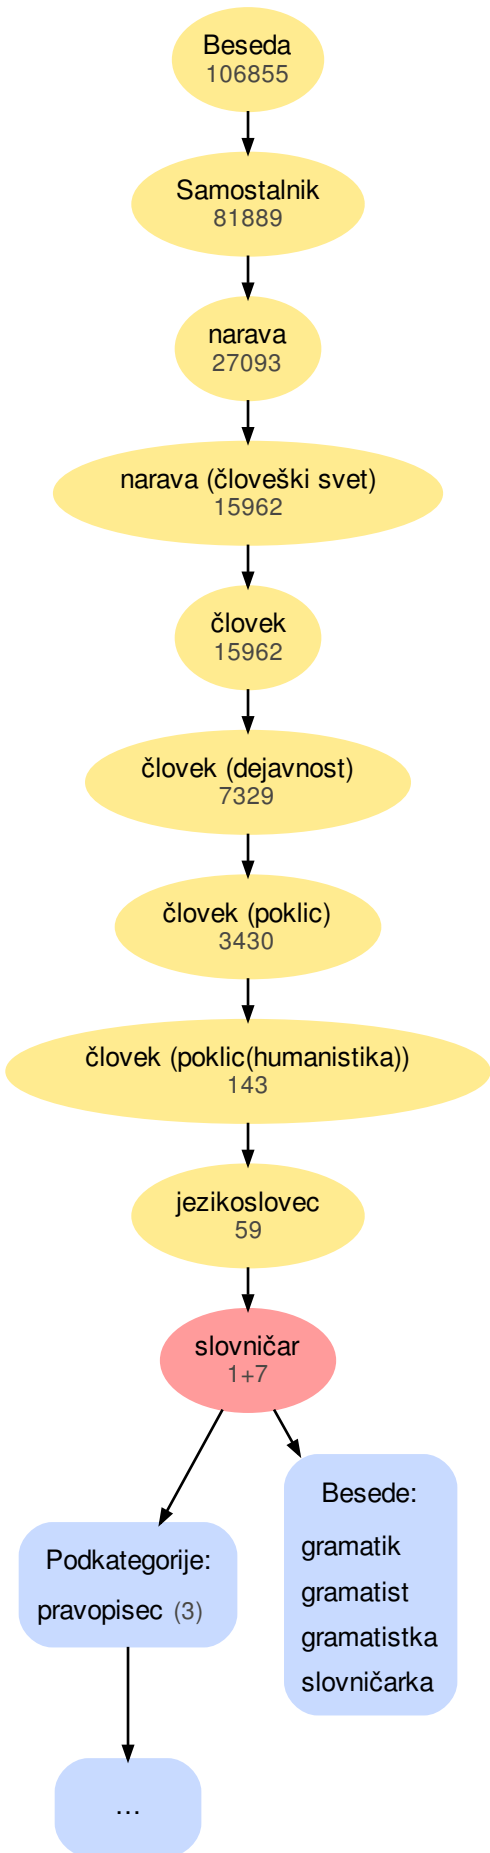 Beseda
106855
Samostalnik
81889
narava
27093
narava (človeški svet)
15962
človek
15962
človek (dejavnost)
7329
človek (poklic)
3430
človek (poklic(humanistika))
143
jezikoslovec
59
slovničar
1+7
Besede:
gramatik
gramatist
gramatistka
slovničarka
Podkategorije:
pravopisec (3)
…